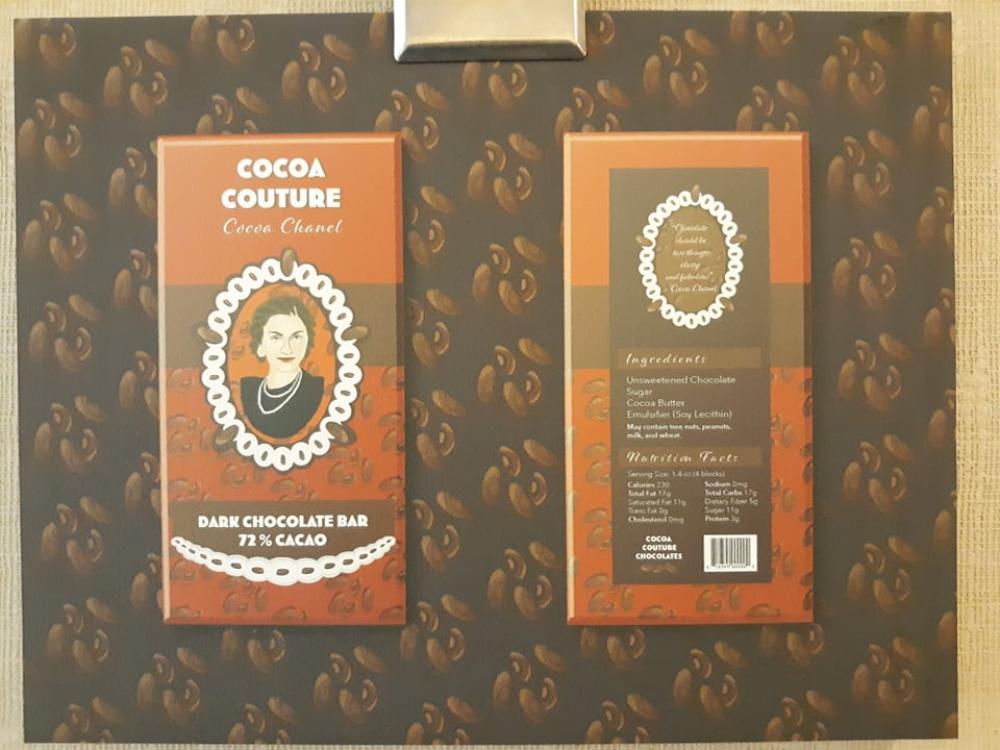 COCOA
COUTURE
Cocoa Chanel
DARK CHOCOLATE BAR
72 % CACAO
"Chocolate
should be
two things:
classy
and fabulous"
- Cocoa Chanel
Ingredients
Unsweetened Chocolate
Sugar
Cocoa Butter
Emulsifier (Soy Lecithin)
May contain tree nuts, peanuts,
milk, and wheat.
Nutrition Facts
Serving Size: 1.4 oz (4 blocks)
Calories 230 Sodium 0mg
Total Fat 17g Total Carbs 17g
Saturated Fat 11g Dietary Fiber 5g
Trans Fat 0g Sugar 11g
Cholesterol 0mg Protein 3g
COCOA
COUTURE
CHOCOLATES